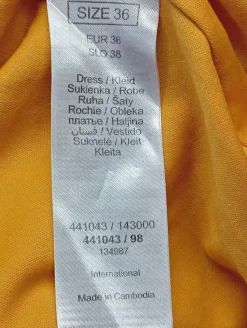 SIZE 36
EUR 36
SLO 38
Dress / Kleid
Sukienka / Robe
Ruha / Šaty
Rochie / Obleka
платье / Haljina
فستان / Vestido
Suknelė / Kleit
Kleita
441043 / 143000
441043 / 98
134987
International
Made in Cambodia